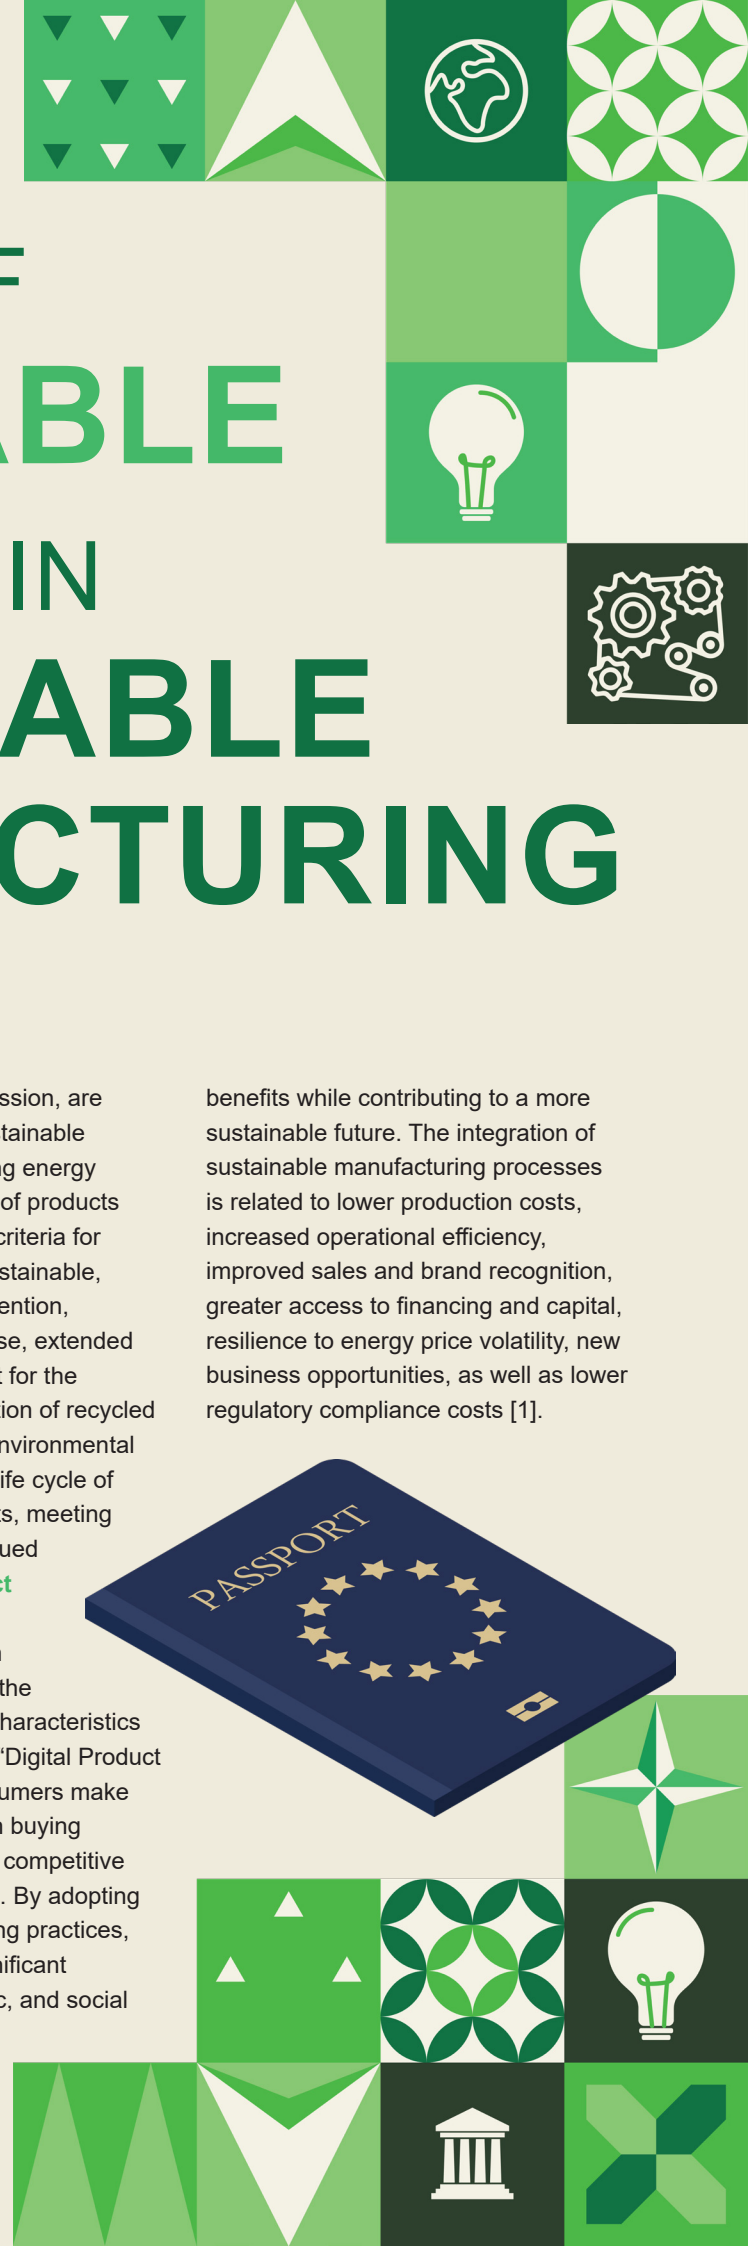 F
ABLE
IN
ABLE
CTURING
ssion, are
tainable
ng energy
of products
criteria for
stainable,
ention,
se, extended
t for the
tion of recycled
nvironmental
ife cycle of
ts, meeting
ued
ct
n
the
haracteristics
“Digital Product
umers make
n buying
competitive
. By adopting
ng practices,
nificant
c, and social
benefits while contributing to a more
sustainable future. The integration of
sustainable manufacturing processes
is related to lower production costs,
increased operational efficiency,
improved sales and brand recognition,
greater access to financing and capital,
resilience to energy price volatility, new
business opportunities, as well as lower
regulatory compliance costs [1].
PASSPORT